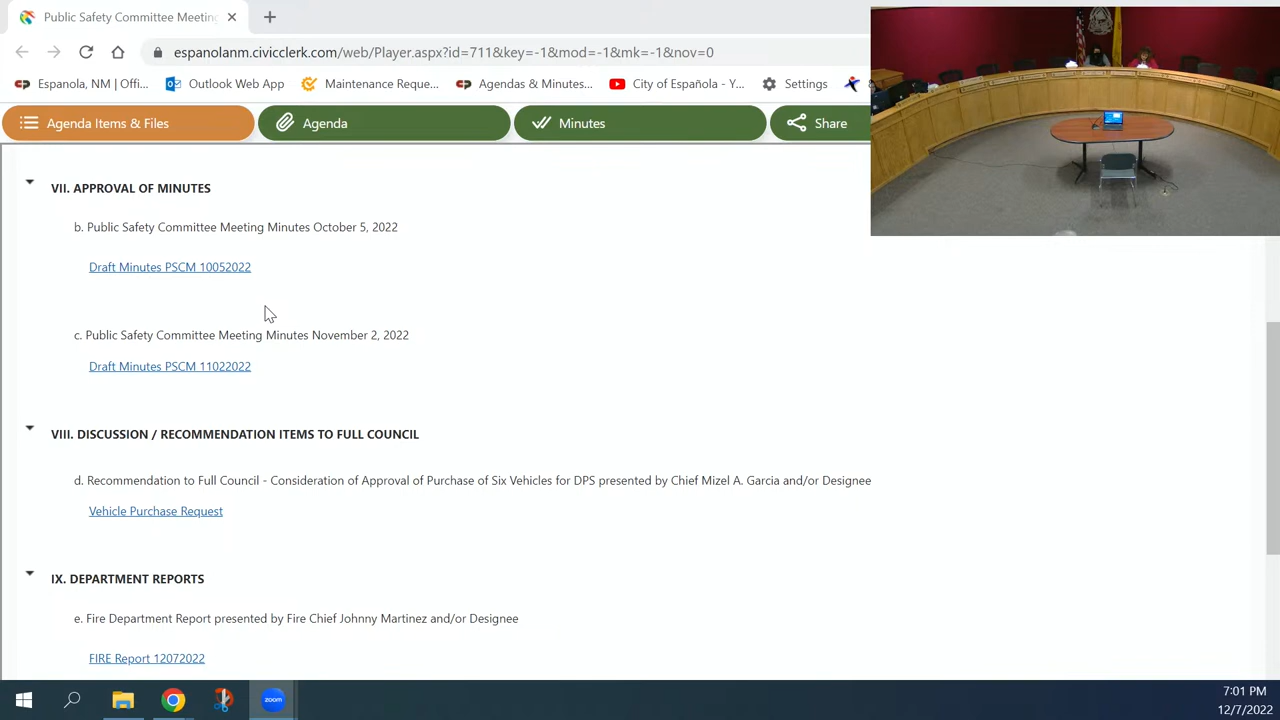 Public Safety Committee Meeting
espanolanm.civicclerk.com/web/Player.aspx?id=711&key=-1&mod=-1&mk=-1&nov=0
Espanola, NM | Offi... Outlook Web App Maintenance Reque... Agendas & Minutes... City of Española - Y... Settings
Agenda Items & Files Agenda Minutes Share
VII. APPROVAL OF MINUTES
b. Public Safety Committee Meeting Minutes October 5, 2022
Draft Minutes PSCM 10052022
c. Public Safety Committee Meeting Minutes November 2, 2022
Draft Minutes PSCM 11022022
VIII. DISCUSSION / RECOMMENDATION ITEMS TO FULL COUNCIL
d. Recommendation to Full Council - Consideration of Approval of Purchase of Six Vehicles for DPS presented by Chief Mizel A. Garcia and/or Designee
Vehicle Purchase Request
IX. DEPARTMENT REPORTS
e. Fire Department Report presented by Fire Chief Johnny Martinez and/or Designee
FIRE Report 12072022
zoom
7:01 PM
12/7/2022